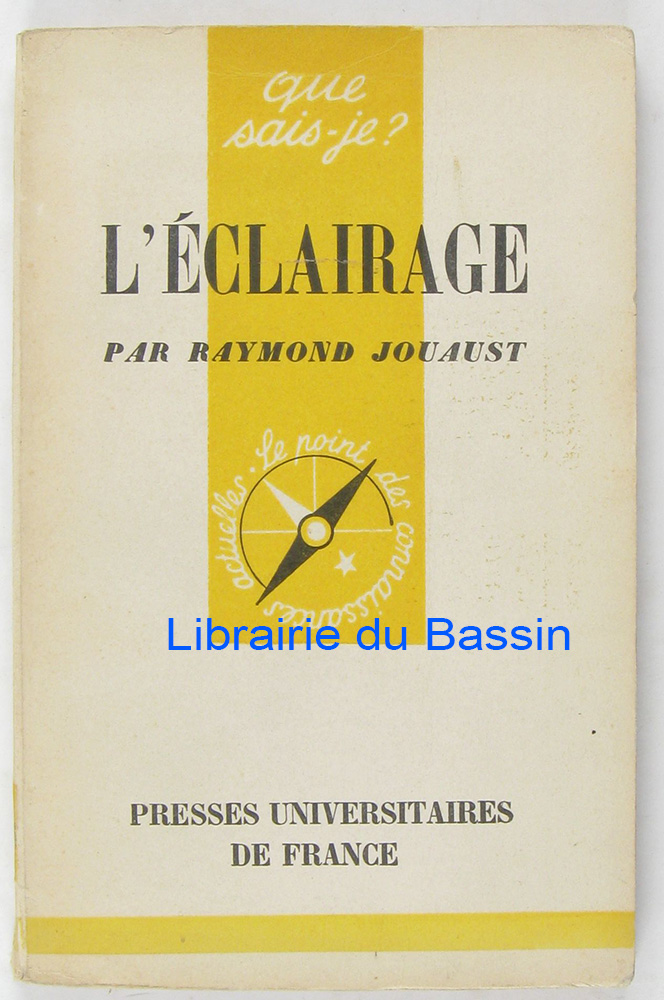 que
sais-je?
L'ÉCLAIRAGE
PAR RAYMOND JOUAUST
Le point des connaissances actuelles.
Librairie du Bassin
PRESSES UNIVERSITAIRES
DE FRANCE